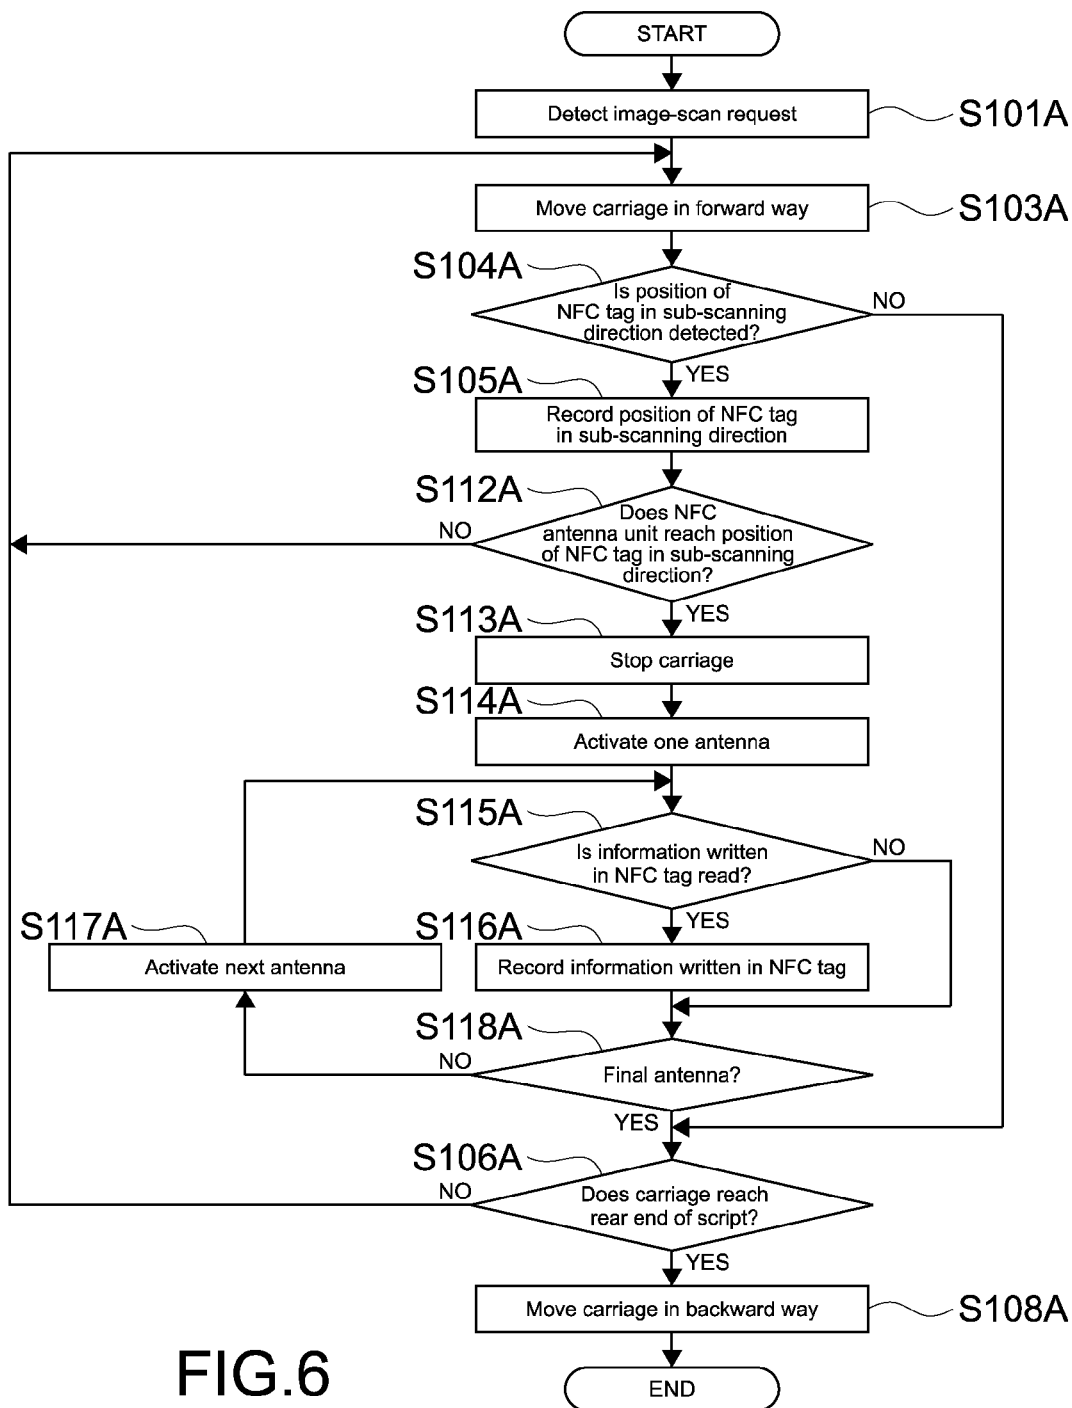 START
Detect image-scan request
S101A
Move carriage in forward way
S103A
S104A
Is position of
NFC tag in sub-scanning
direction detected?
NO
YES
S105A
Record position of NFC tag
in sub-scanning direction
S112A
Does NFC
antenna unit reach position
of NFC tag in sub-scanning
direction?
NO
YES
S113A
Stop carriage
S114A
Activate one antenna
S115A
Is information written
in NFC tag read?
NO
YES
S117A
Activate next antenna
S116A
Record information written in NFC tag
S118A
Final antenna?
NO
YES
S106A
Does carriage reach
rear end of script?
NO
YES
Move carriage in backward way
S108A
END
FIG.6